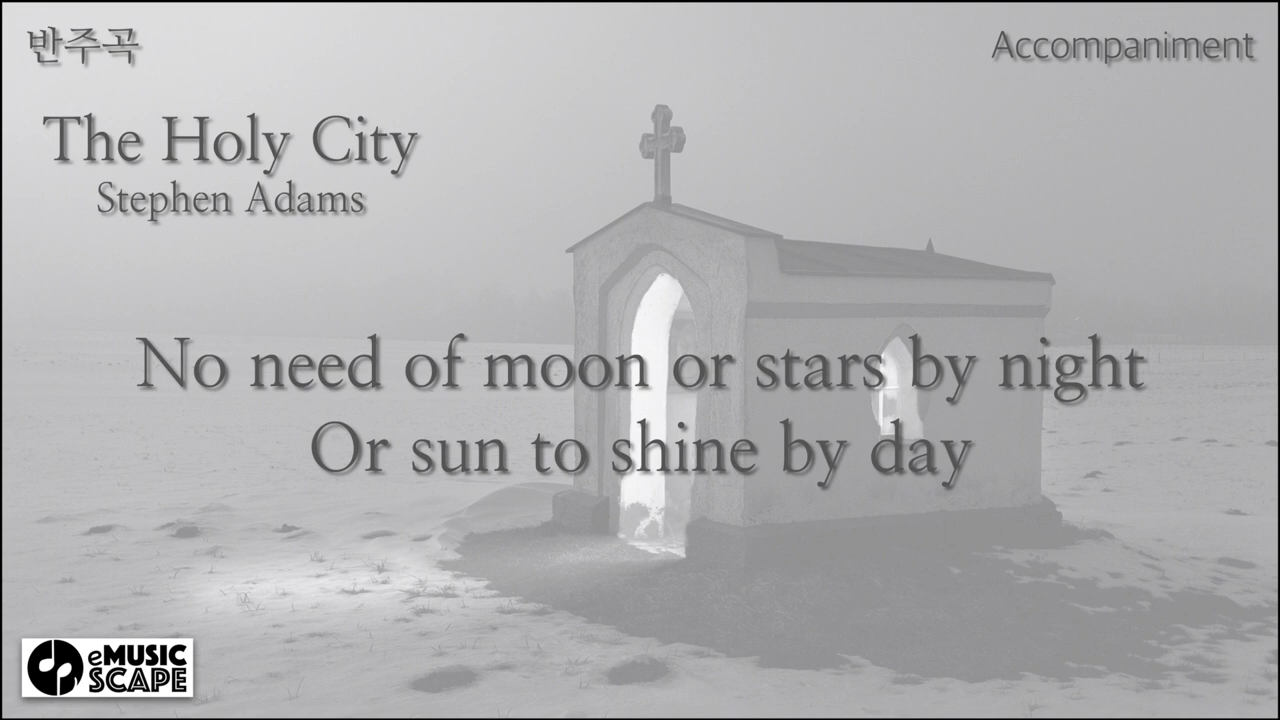 반주곡
Accompaniment
The Holy City
Stephen Adams
No need of moon or stars by night
Or sun to shine by day
eMUSIC
SCAPE